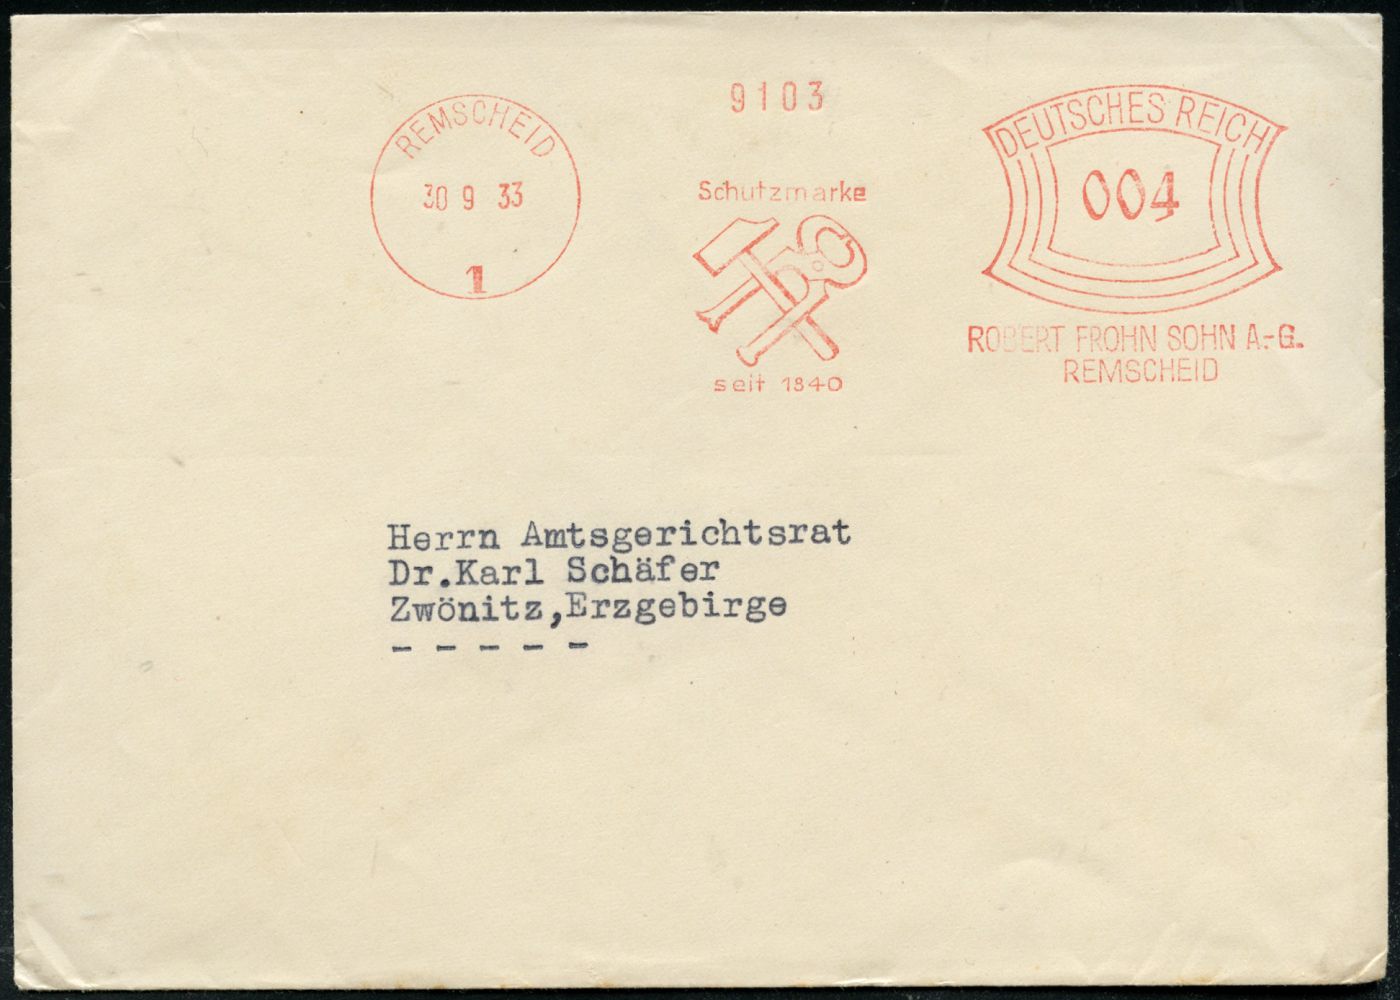 REMSCHEID
30 9 33
1
9103
Schutzmarke
seit 1840
DEUTSCHES REICH
004
ROBERT FROHN SOHN A.-G.
REMSCHEID
Herrn Amtsgerichtsrat
Dr.Karl Schäfer
Zwönitz,Erzgebirge
- - - - -